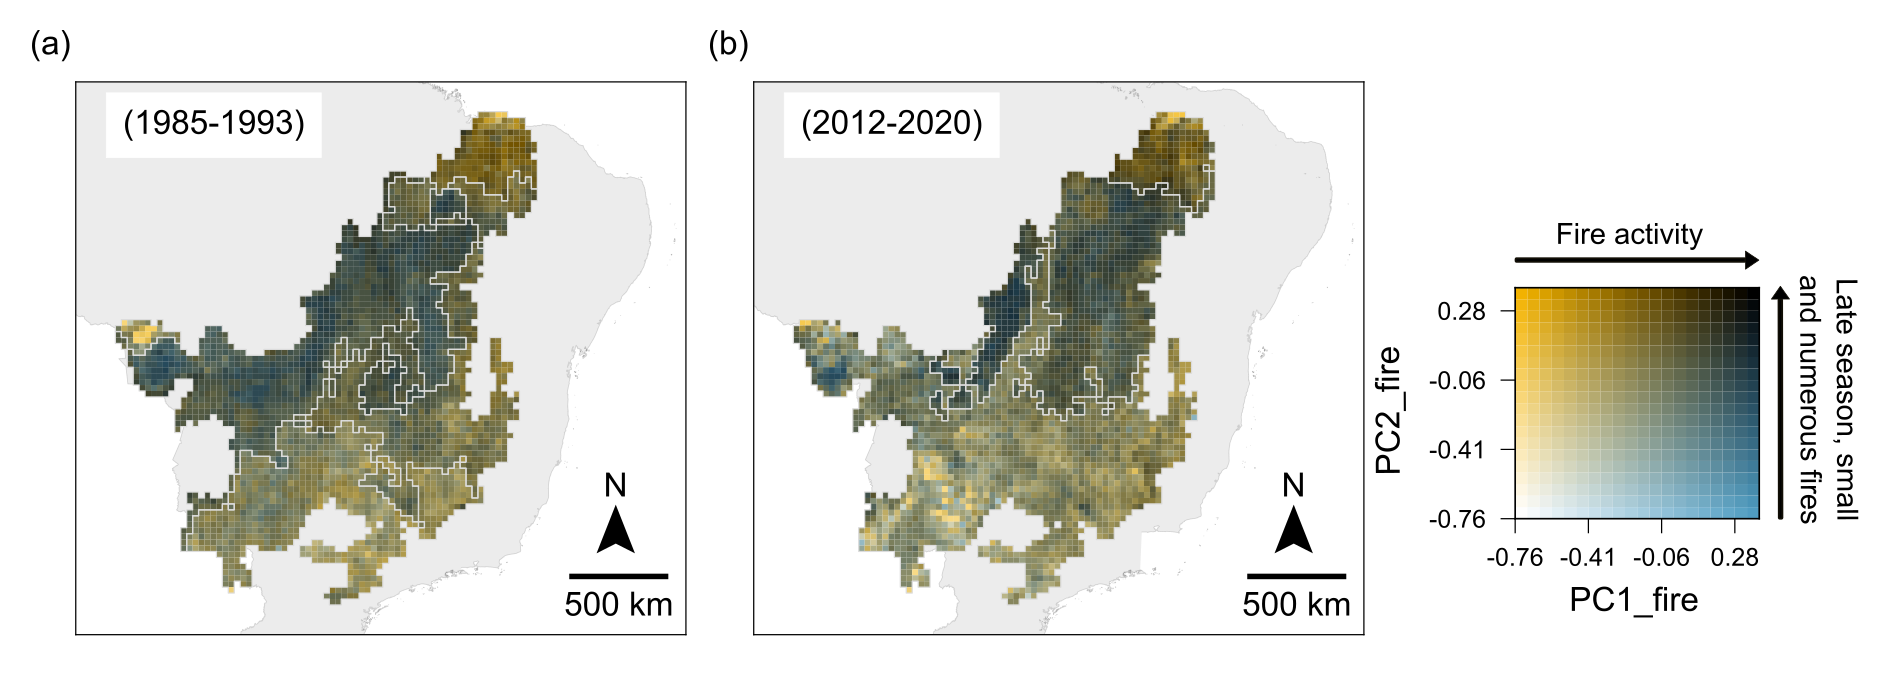 (a)
(1985-1993)
N
500 km
(b)
(2012-2020)
N
500 km
Fire activity
Late season, small
and numerous fires
PC2_fire
0.28
-0.06
-0.41
-0.76
-0.76 -0.41 -0.06 0.28
PC1_fire